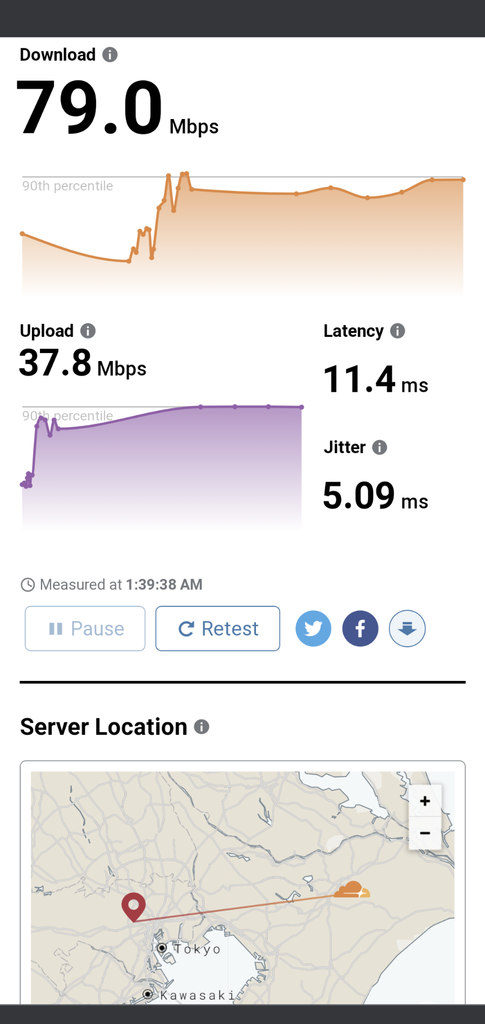 Download
79.0 Mbps
90th percentile
Upload
37.8 Mbps
90th percentile
Latency
11.4 ms
Jitter
5.09 ms
Measured at 1:39:38 AM
Pause
Retest
Server Location
+
−
Tokyo
Kawasaki